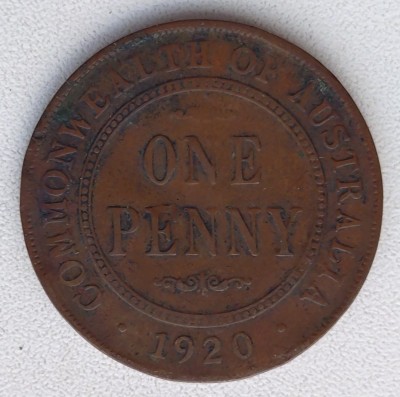 COMMONWEALTH OF AUSTRALIA
ONE
PENNY
· 1920 ·